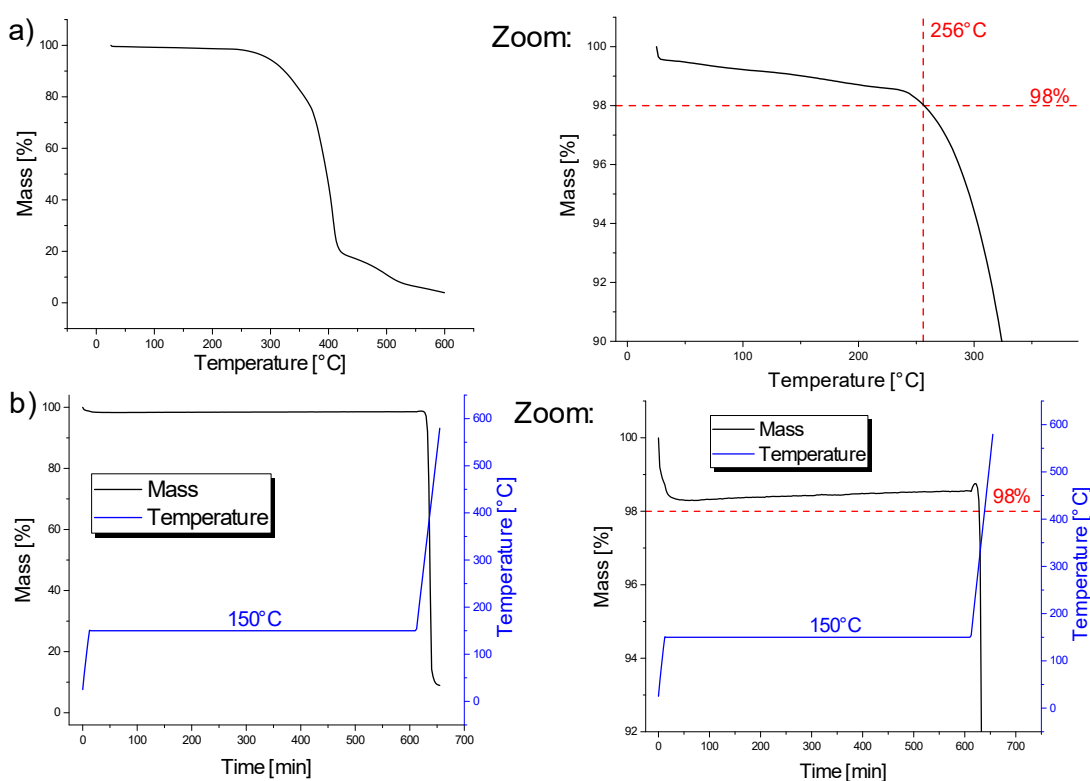 a)
Mass [%]
100
80
60
40
20
0
0 100 200 300 400 500 600
Temperature [°C]
Zoom:
256°C
98%
Mass [%]
100
98
96
94
92
90
0 100 200 300
Temperature [°C]
b)
Mass [%]
100
80
60
40
20
0
Mass
Temperature
150°C
600
500
400
300
200
100
0
Temperature [°C]
0 100 200 300 400 500 600 700
Time [min]
Zoom:
Mass
Temperature
98%
Mass [%]
100
98
96
94
92
150°C
600
500
400
300
200
100
0
Temperature [°C]
0 100 200 300 400 500 600 700
Time [min]